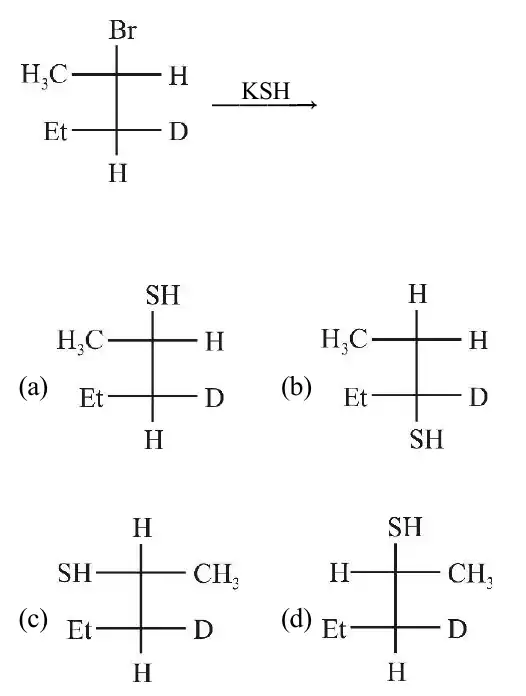 Br
H₃C H
KSH
Et D
H
SH
H₃C H
(a) Et D
H
H
H₃C H
(b) Et D
SH
H
SH CH₃
(c) Et D
H
SH
H CH₃
(d) Et D
H